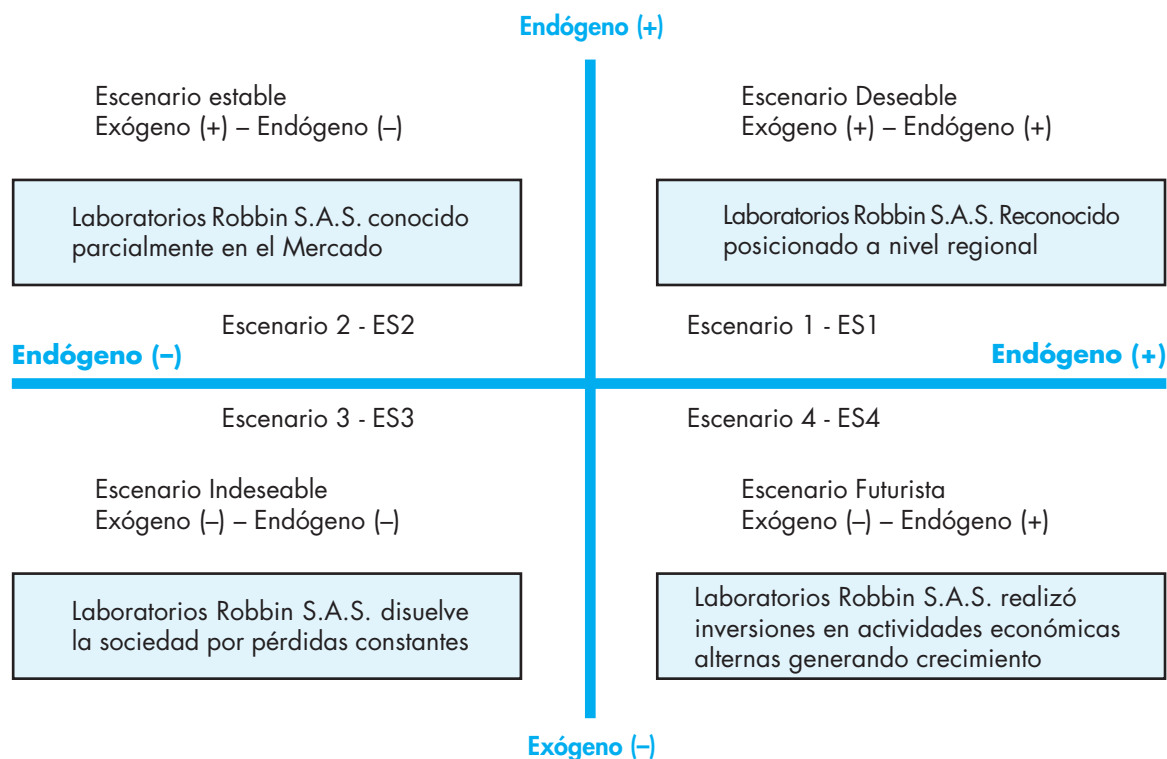 Endógeno (+)
Escenario estable
Exógeno (+) – Endógeno (–)
Laboratorios Robbin S.A.S. conocido
parcialmente en el Mercado
Escenario 2 - ES2
Escenario Deseable
Exógeno (+) – Endógeno (+)
Laboratorios Robbin S.A.S. Reconocido
posicionado a nivel regional
Escenario 1 - ES1
Endógeno (–)
Endógeno (+)
Escenario 3 - ES3
Escenario Indeseable
Exógeno (–) – Endógeno (–)
Laboratorios Robbin S.A.S. disuelve
la sociedad por pérdidas constantes
Escenario 4 - ES4
Escenario Futurista
Exógeno (–) – Endógeno (+)
Laboratorios Robbin S.A.S. realizó
inversiones en actividades económicas
alternas generando crecimiento
Exógeno (–)